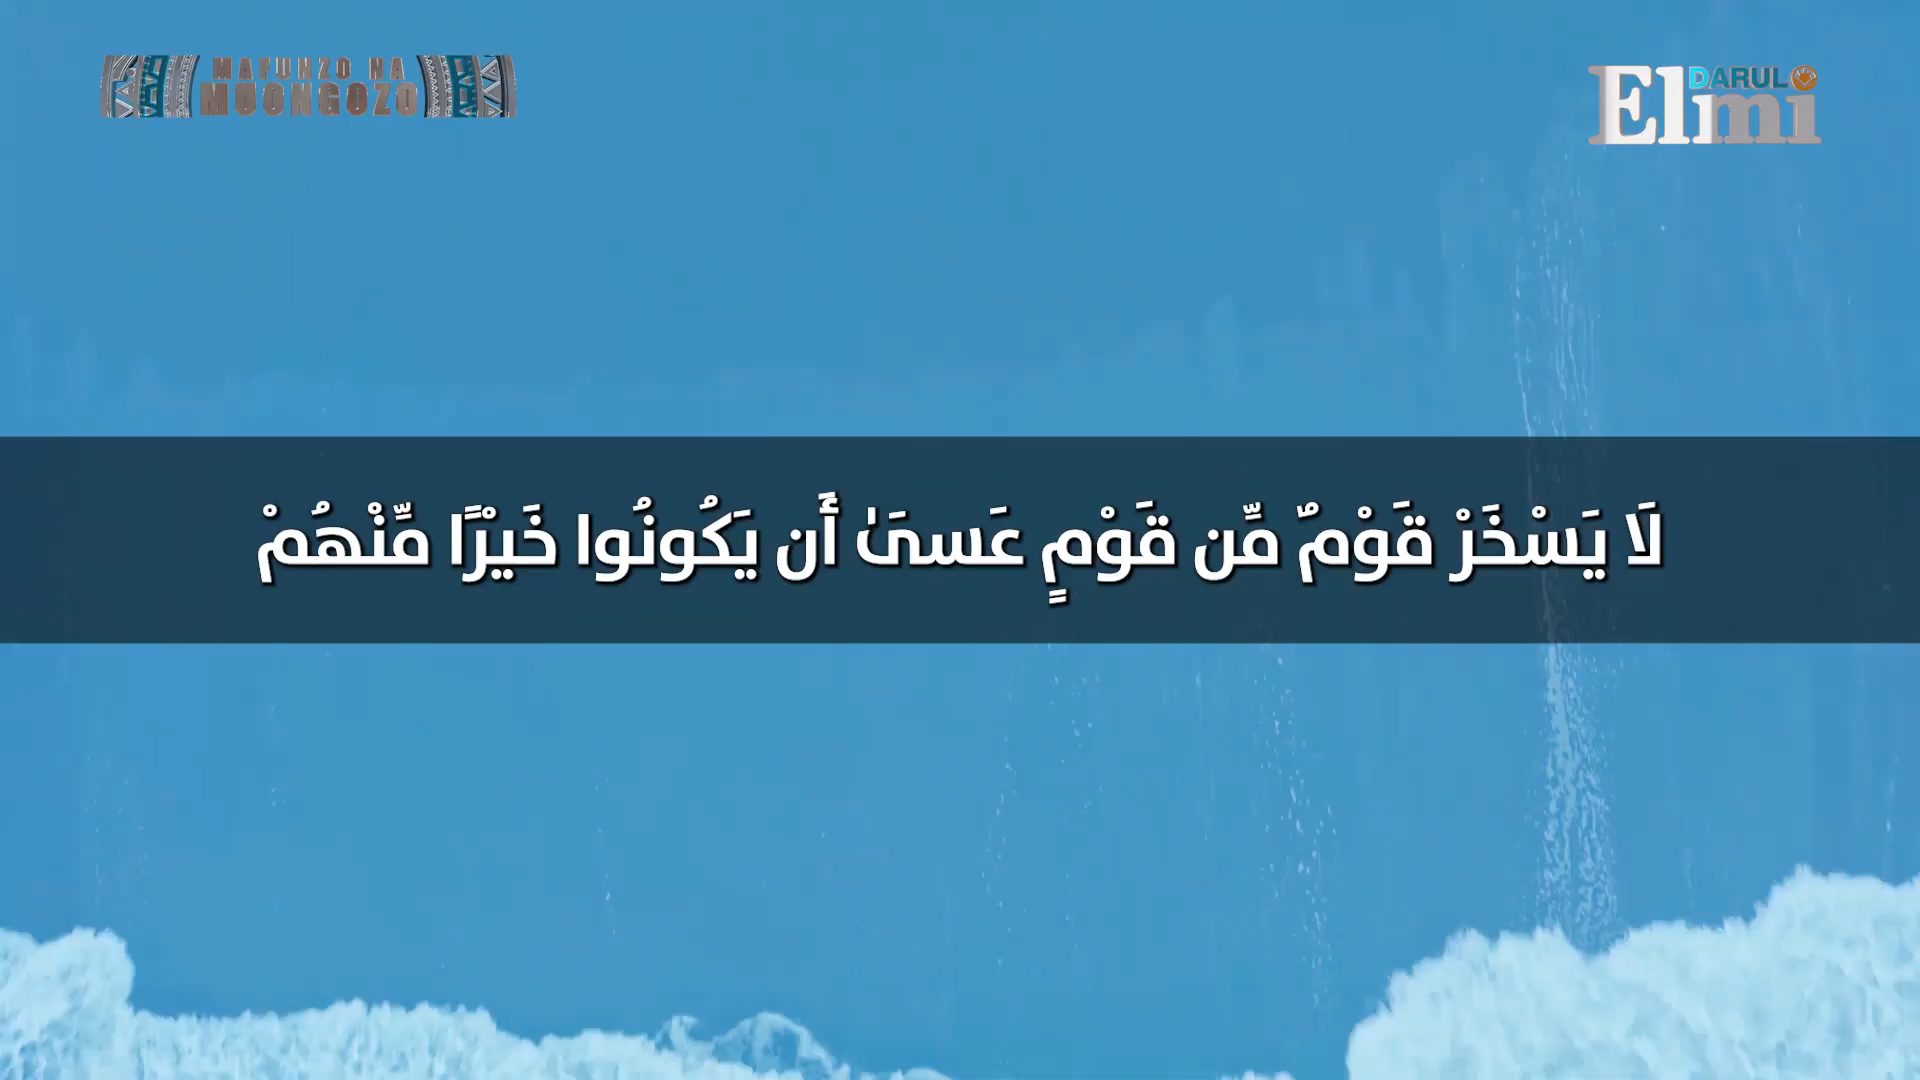 MAFUNZO NA
MUONGOZO
DARUL
Elmi
لَا يَسْخَرْ قَوْمٌ مِّن قَوْمٍ عَسَىٰ أَن يَكُونُوا خَيْرًا مِّنْهُمْ